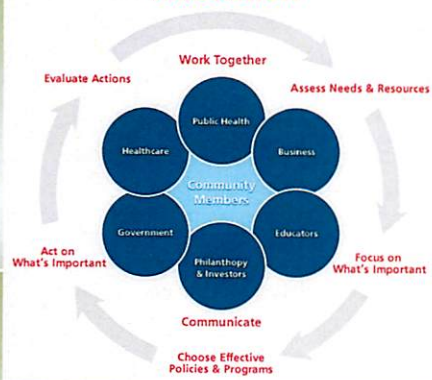 Work Together
Evaluate Actions
Assess Needs & Resources
Public Health
Healthcare
Business
Community
Members
Government
Educators
Philanthopy
& Investors
Act on
What's Important
Focus on
What's Important
Communicate
Choose Effective
Policies & Programs